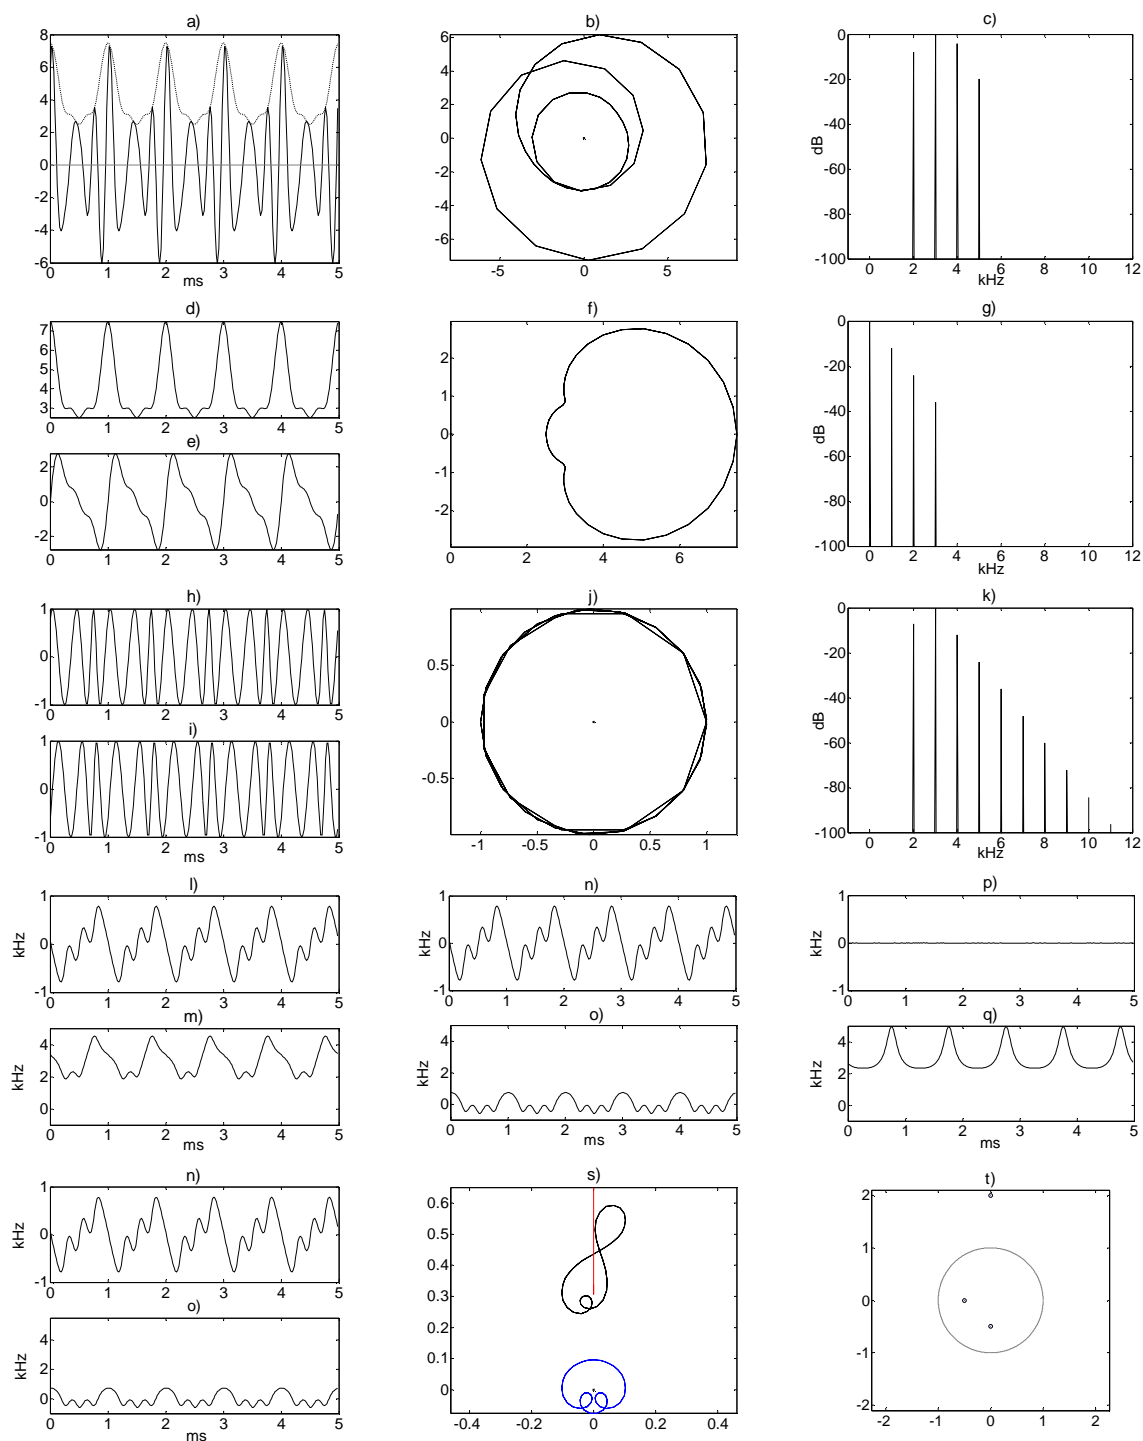 a)
8
6
4
2
0
-2
-4
-6
0 1 2 3 4 5
ms
b)
6
4
2
0
-2
-4
-6
-5 0 5
c)
0
-20
-40
-60
-80
-100
dB
0 2 4 6 8 10 12
kHz
d)
7
6
5
4
3
0 1 2 3 4 5
e)
2
0
-2
0 1 2 3 4 5
f)
2
1
0
-1
-2
0 2 4 6
g)
0
-20
-40
-60
-80
-100
dB
0 2 4 6 8 10 12
kHz
h)
1
0
-1
0 1 2 3 4 5
i)
1
0
-1
0 1 2 3 4 5
ms
j)
0.5
0
-0.5
-1 -0.5 0 0.5 1
k)
0
-20
-40
-60
-80
-100
dB
0 2 4 6 8 10 12
kHz
l)
1
0
-1
kHz
0 1 2 3 4 5
m)
4
2
0
kHz
0 1 2 3 4 5
n)
1
0
-1
kHz
0 1 2 3 4 5
o)
4
2
0
kHz
0 1 2 3 4 5
ms
p)
1
0
-1
kHz
0 1 2 3 4 5
q)
4
2
0
kHz
0 1 2 3 4 5
ms
n)
1
0
-1
kHz
0 1 2 3 4 5
o)
4
2
0
kHz
0 1 2 3 4 5
ms
s)
0.6
0.5
0.4
0.3
0.2
0.1
0
-0.4 -0.2 0 0.2 0.4
t)
2
1
0
-1
-2
-2 -1 0 1 2